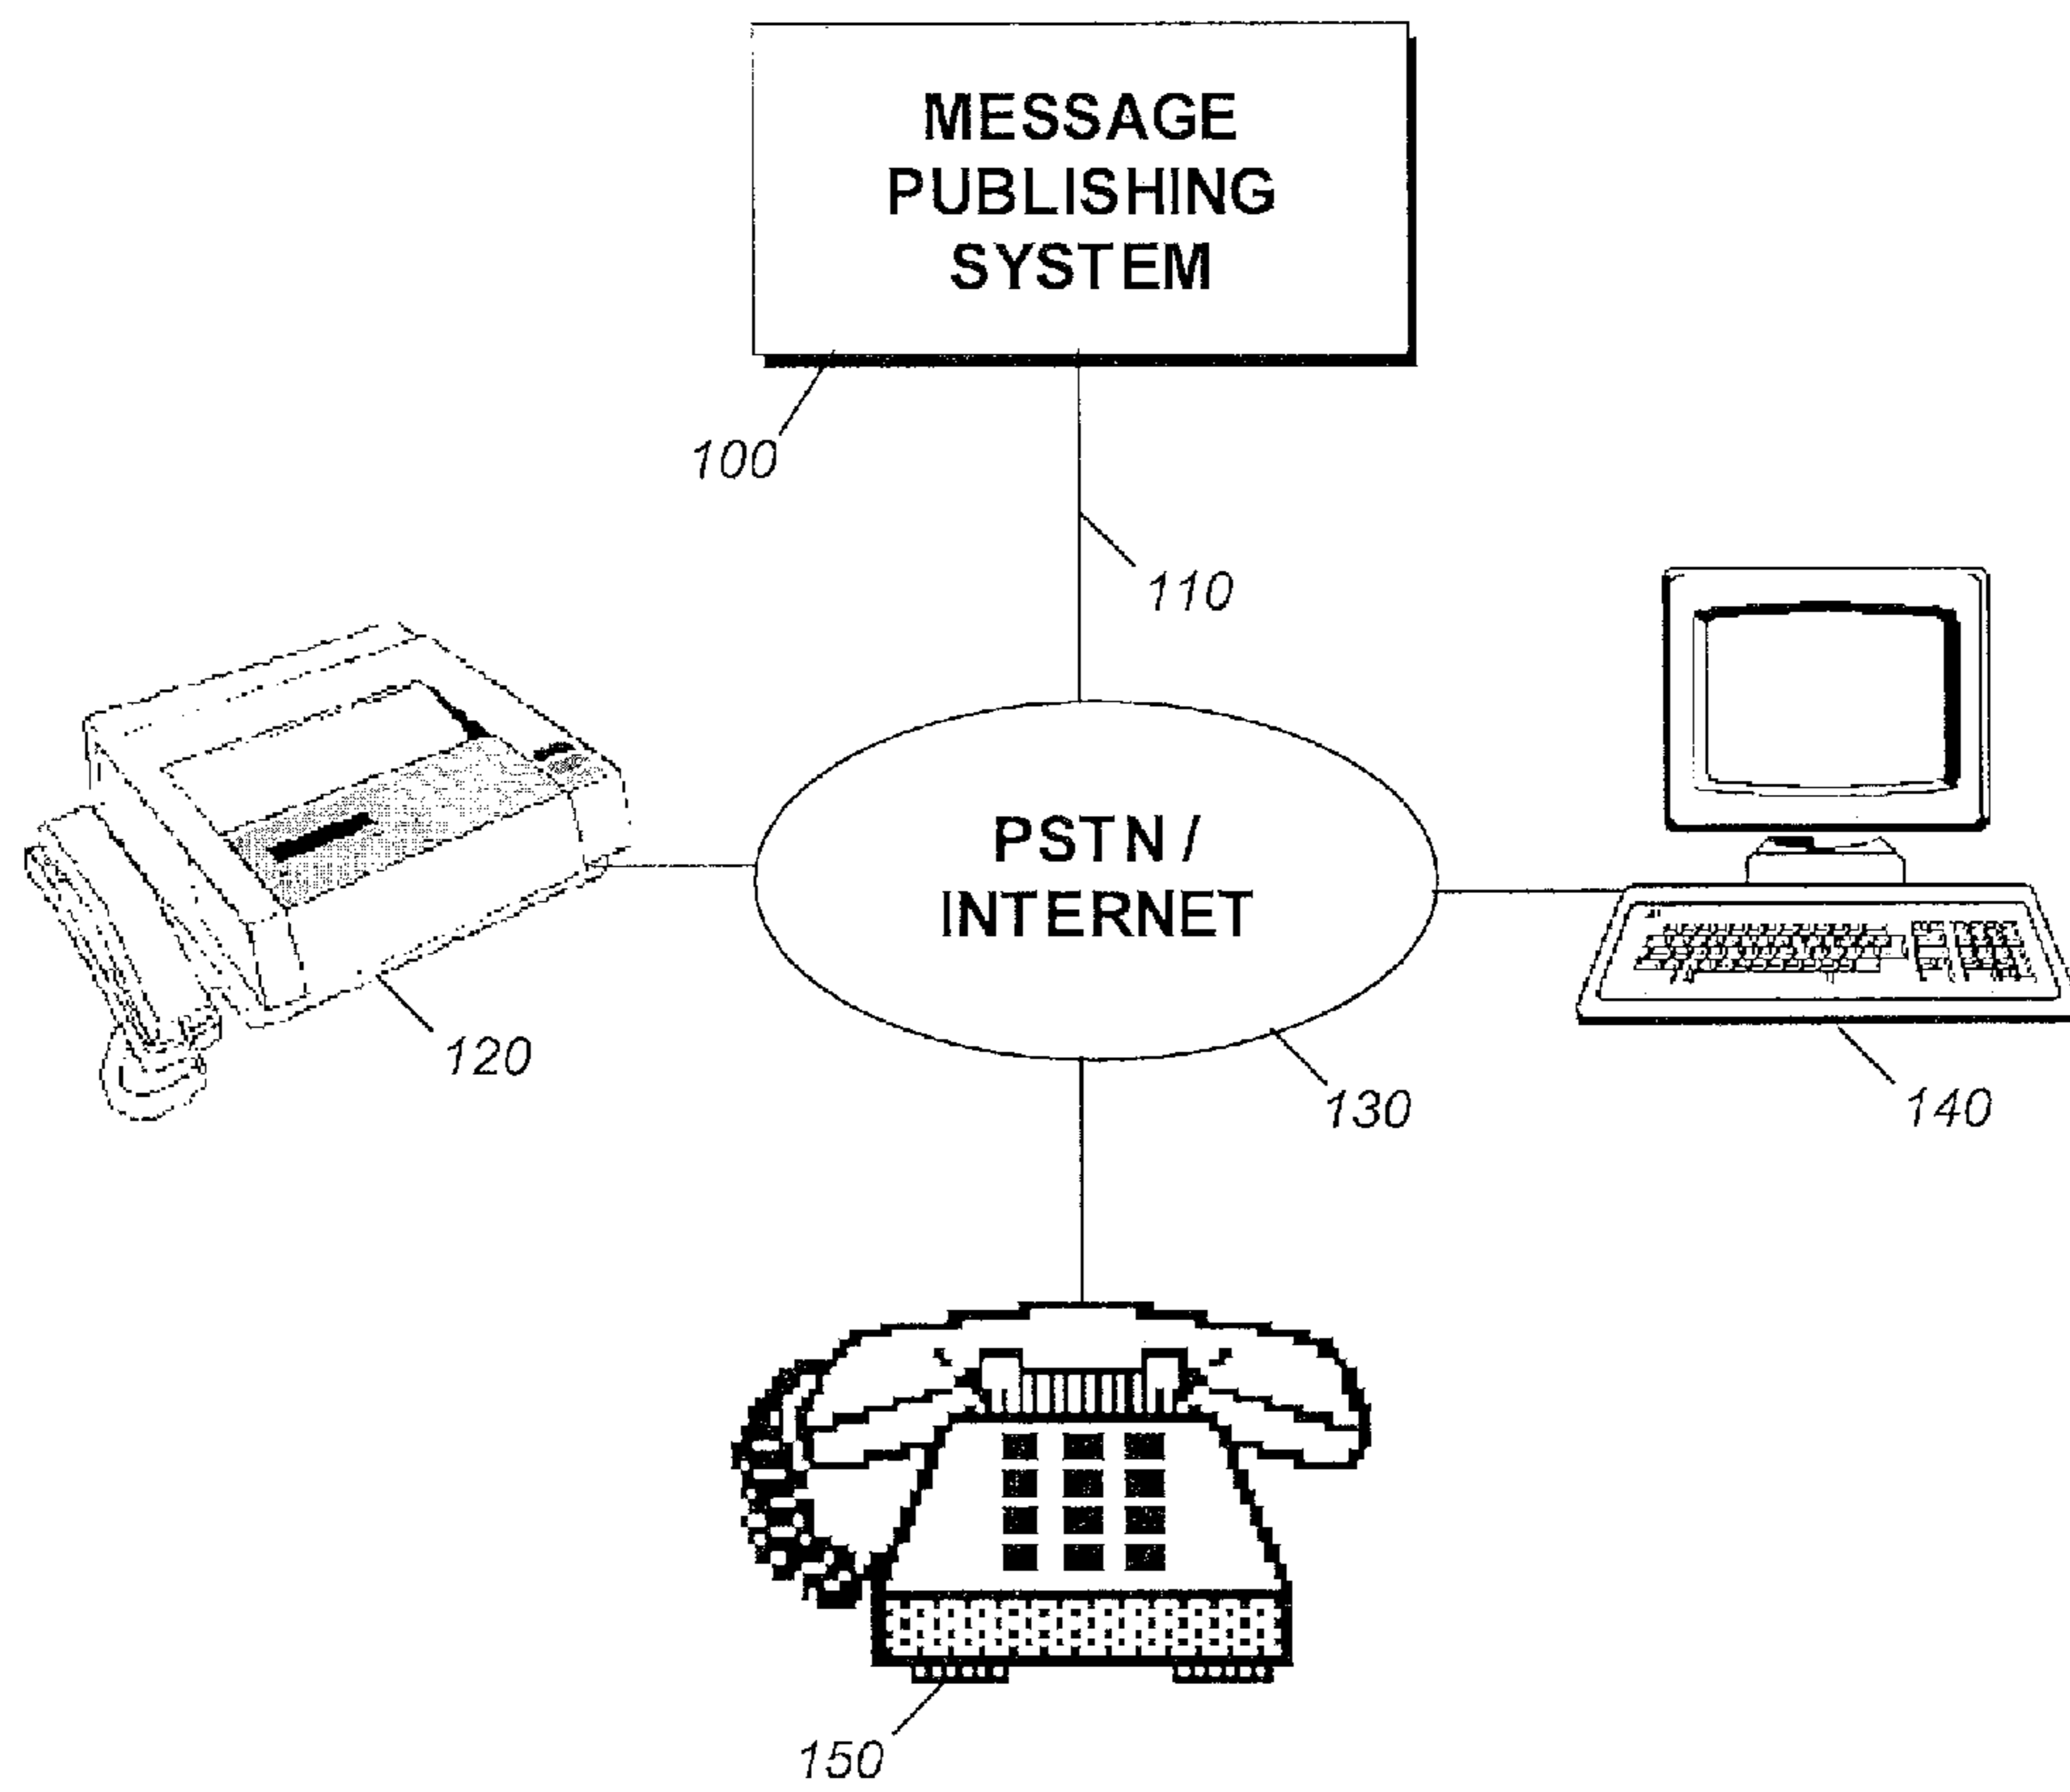 MESSAGE
PUBLISHING
SYSTEM
100
110
PSTN /
INTERNET
120
130
140
150